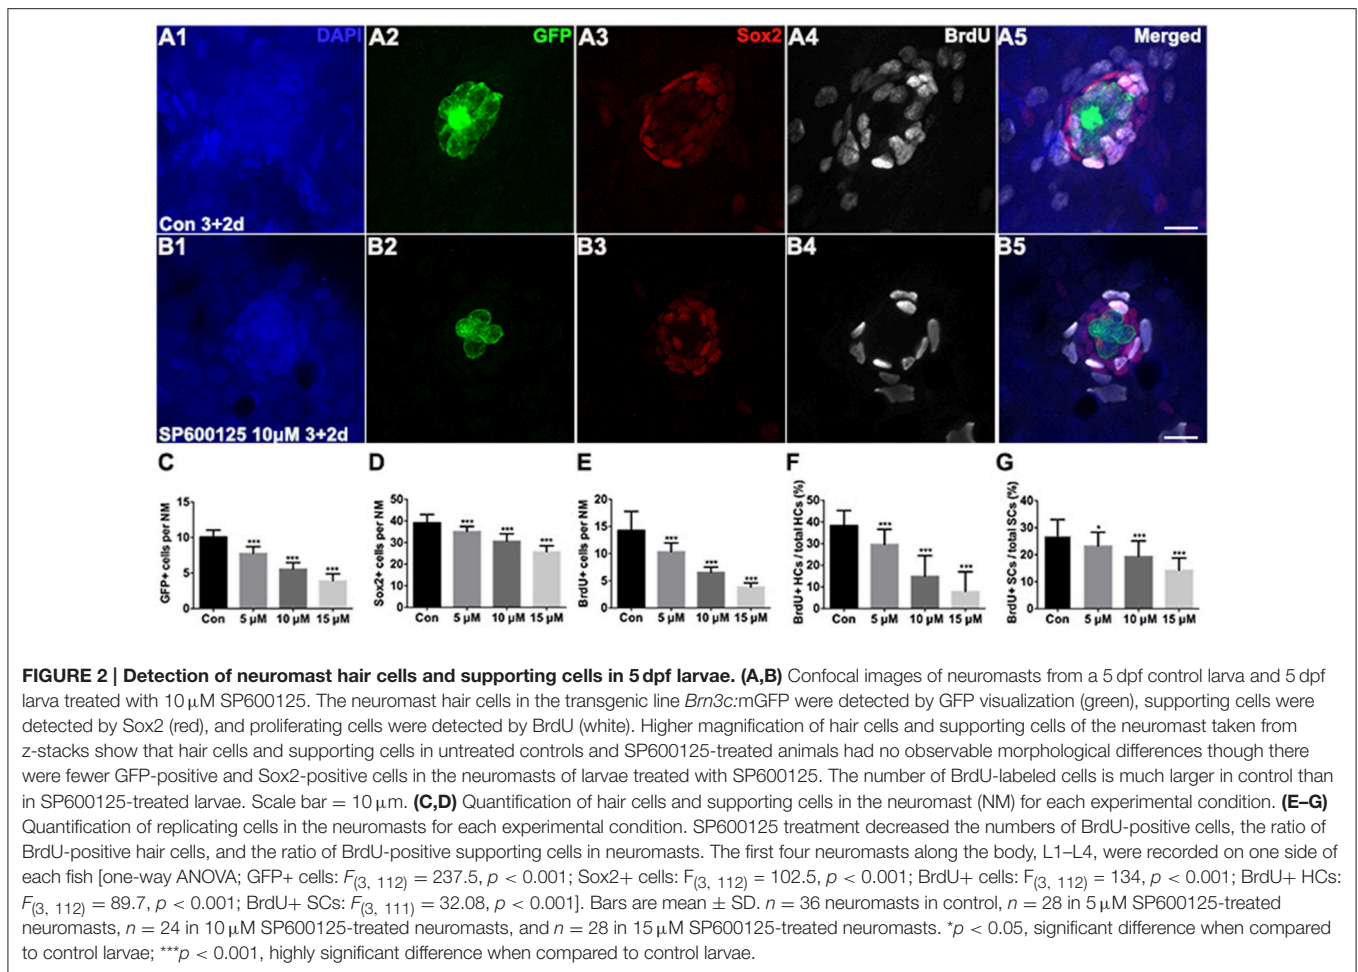 A1 DAPI A2 GFP A3 Sox2 A4 BrdU A5 Merged
Con 3+2d
B1 B2 B3 B4 B5
SP600125 10μM 3+2d
C D E F G
GFP+ cells per NM
15
10
5
0
Con 5 μM 10 μM 15 μM
*** *** ***
Sox2+ cells per NM
50
40
30
20
10
0
Con 5 μM 10 μM 15 μM
*** *** ***
BrdU+ cells per NM
20
15
10
5
0
Con 5 μM 10 μM 15 μM
*** *** ***
BrdU+ HCs / total HCs (%)
50
40
30
20
10
0
Con 5 μM 10 μM 15 μM
*** *** ***
BrdU+ SCs / total SCs (%)
40
30
20
10
0
Con 5 μM 10 μM 15 μM
* *** ***
FIGURE 2 | Detection of neuromast hair cells and supporting cells in 5 dpf larvae. (A,B) Confocal images of neuromasts from a 5 dpf control larva and 5 dpf
larva treated with 10 μM SP600125. The neuromast hair cells in the transgenic line Brn3c:mGFP were detected by GFP visualization (green), supporting cells were
detected by Sox2 (red), and proliferating cells were detected by BrdU (white). Higher magnification of hair cells and supporting cells of the neuromast taken from
z-stacks show that hair cells and supporting cells in untreated controls and SP600125-treated animals had no observable morphological differences though there
were fewer GFP-positive and Sox2-positive cells in the neuromasts of larvae treated with SP600125. The number of BrdU-labeled cells is much larger in control than
in SP600125-treated larvae. Scale bar = 10 μm. (C,D) Quantification of hair cells and supporting cells in the neuromast (NM) for each experimental condition. (E–G)
Quantification of replicating cells in the neuromasts for each experimental condition. SP600125 treatment decreased the numbers of BrdU-positive cells, the ratio of
BrdU-positive hair cells, and the ratio of BrdU-positive supporting cells in neuromasts. The first four neuromasts along the body, L1–L4, were recorded on one side of
each fish [one-way ANOVA; GFP+ cells: F(3, 112) = 237.5, p < 0.001; Sox2+ cells: F(3, 112) = 102.5, p < 0.001; BrdU+ cells: F(3, 112) = 134, p < 0.001; BrdU+ HCs:
F(3, 112) = 89.7, p < 0.001; BrdU+ SCs: F(3, 111) = 32.08, p < 0.001]. Bars are mean ± SD. n = 36 neuromasts in control, n = 28 in 5 μM SP600125-treated
neuromasts, n = 24 in 10 μM SP600125-treated neuromasts, and n = 28 in 15 μM SP600125-treated neuromasts. *p < 0.05, significant difference when compared
to control larvae; ***p < 0.001, highly significant difference when compared to control larvae.